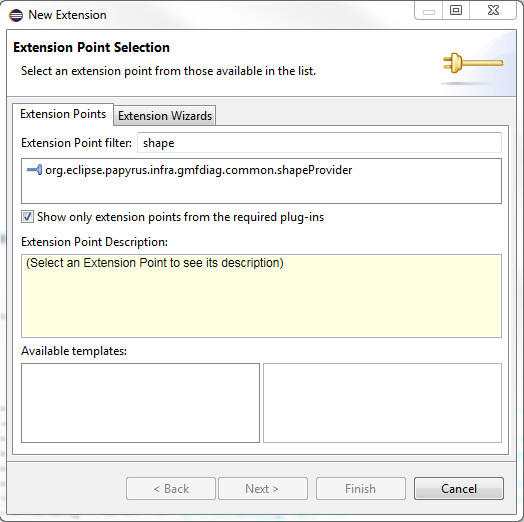 New Extension
Extension Point Selection
Select an extension point from those available in the list.
Extension Points
Extension Wizards
Extension Point filter: shape
org.eclipse.papyrus.infra.gmfdiag.common.shapeProvider
Show only extension points from the required plug-ins
Extension Point Description:
(Select an Extension Point to see its description)
Available templates:
< Back
Next >
Finish
Cancel